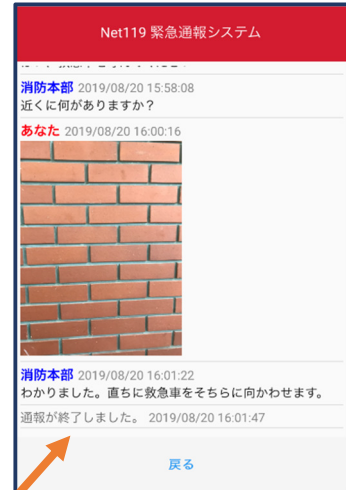 Net119 緊急通報システム
消防本部 2019/08/20 15:58:08
近くに何がありますか？
あなた 2019/08/20 16:00:16
消防本部 2019/08/20 16:01:22
わかりました。直ちに救急車をそちらに向かわせます。
通報が終了しました。 2019/08/20 16:01:47
戻る